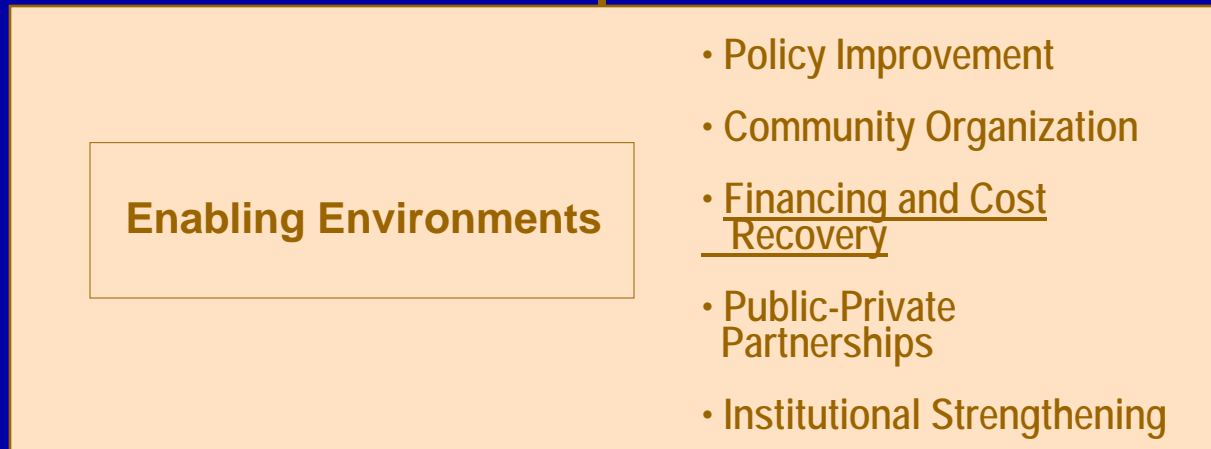 Enabling Environments
• Policy Improvement
• Community Organization
• Financing and Cost
Recovery
• Public-Private
Partnerships
• Institutional Strengthening